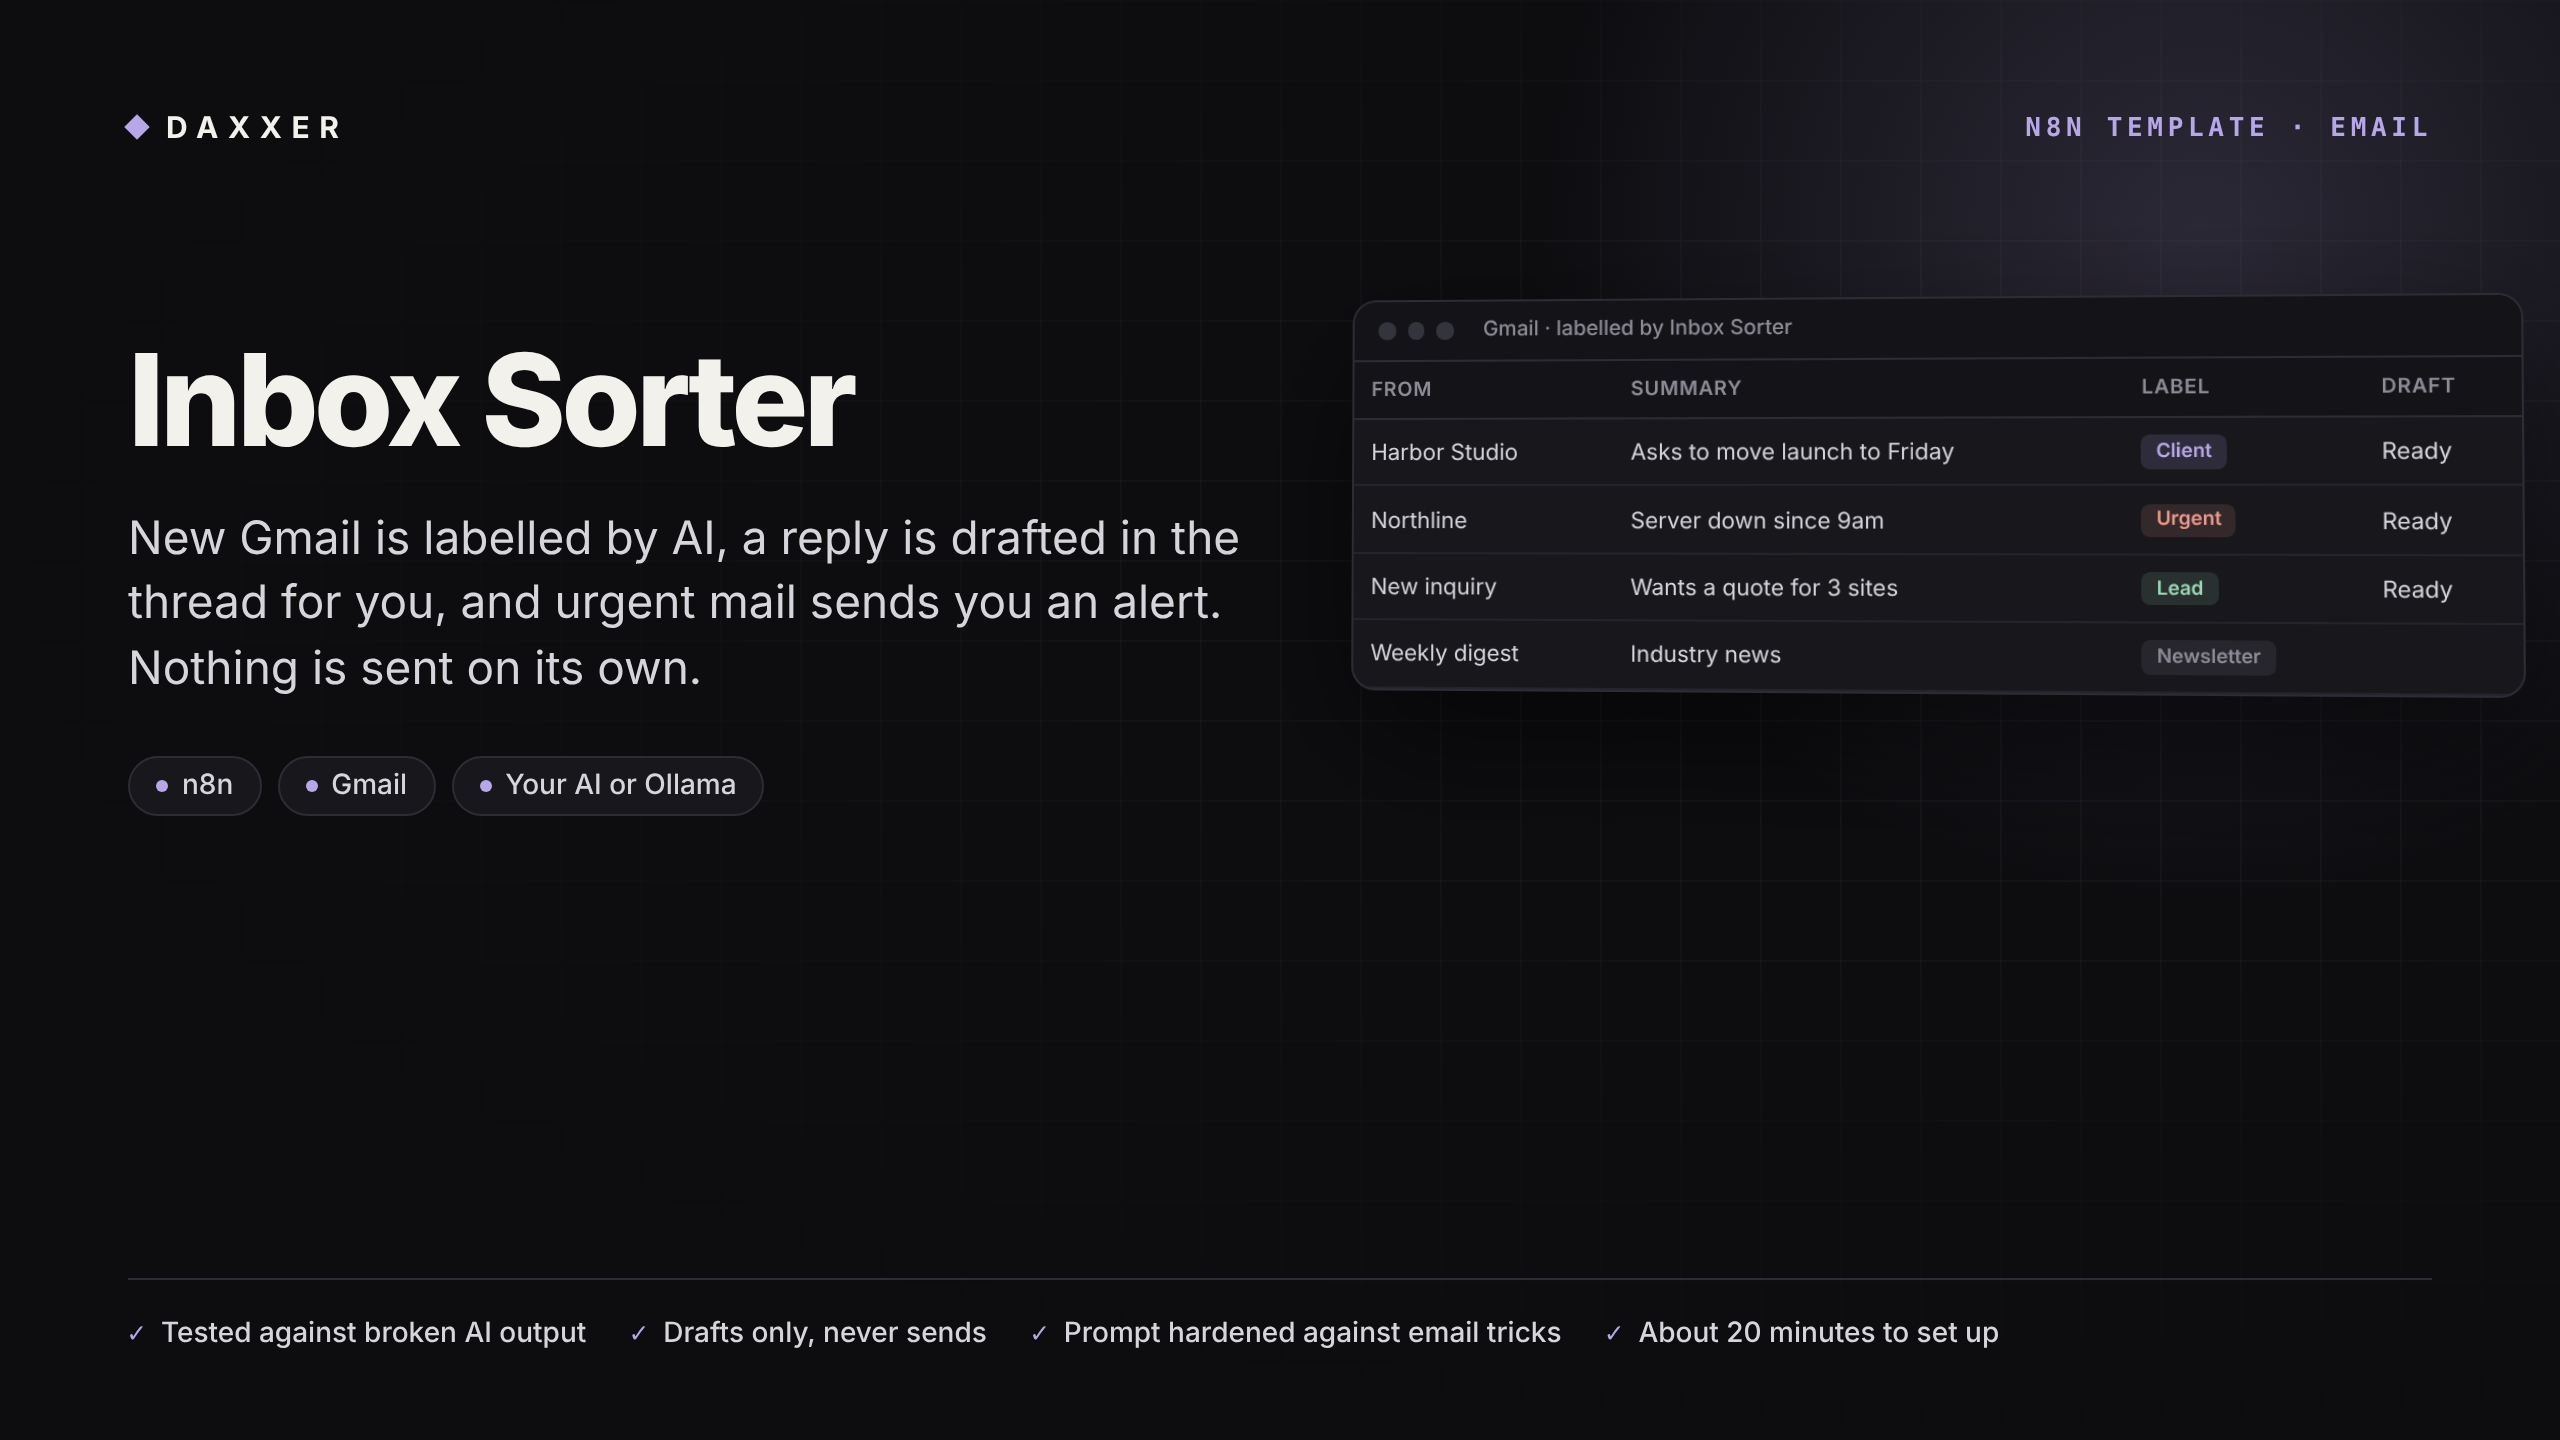 DAXXER
N8N TEMPLATE · EMAIL
Inbox Sorter
New Gmail is labelled by AI, a reply is drafted in the
thread for you, and urgent mail sends you an alert.
Nothing is sent on its own.
n8n
Gmail
Your AI or Ollama
Gmail · labelled by Inbox Sorter
FROM SUMMARY LABEL DRAFT
Harbor Studio Asks to move launch to Friday Client Ready
Northline Server down since 9am Urgent Ready
New inquiry Wants a quote for 3 sites Lead Ready
Weekly digest Industry news Newsletter
✓ Tested against broken AI output ✓ Drafts only, never sends ✓ Prompt hardened against email tricks ✓ About 20 minutes to set up